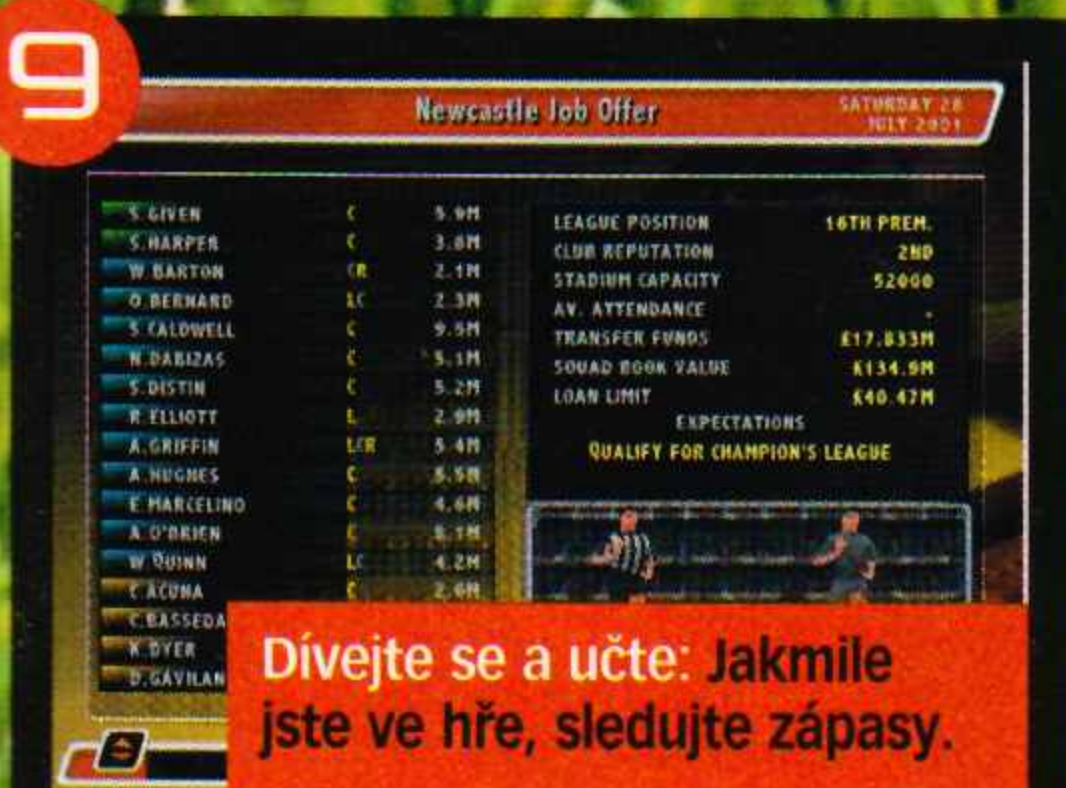 9
Newcastle Job Offer
SATURDAY 28
JULY 2001
S.GIVEN C 5.9M
S.HARPER C 3.8M
W.BARTON CR 2.1M
O.BERNARD LC 2.3M
S.CALDWELL C 9.5M
N.DABIZAS C 5.1M
S.DISTIN C 5.2M
R.ELLIOTT L 2.9M
A.GRIFFIN LCR 5.4M
A.HUGHES C
E.MARCELINO C 4.6M
A.O'BRIEN C
W.QUINN LC 4.2M
C.ACUNA C
C.BASSEDA
K.DYER
D.GAVILAN
LEAGUE POSITION 16TH PREM.
CLUB REPUTATION 2ND
STADIUM CAPACITY 52000
AV. ATTENDANCE -
TRANSFER FUNDS £17.833M
SQUAD BOOK VALUE £134.9M
LOAN LIMIT £40.47M
EXPECTATIONS
QUALIFY FOR CHAMPION'S LEAGUE
Dívejte se a učte: Jakmile
jste ve hře, sledujte zápasy.